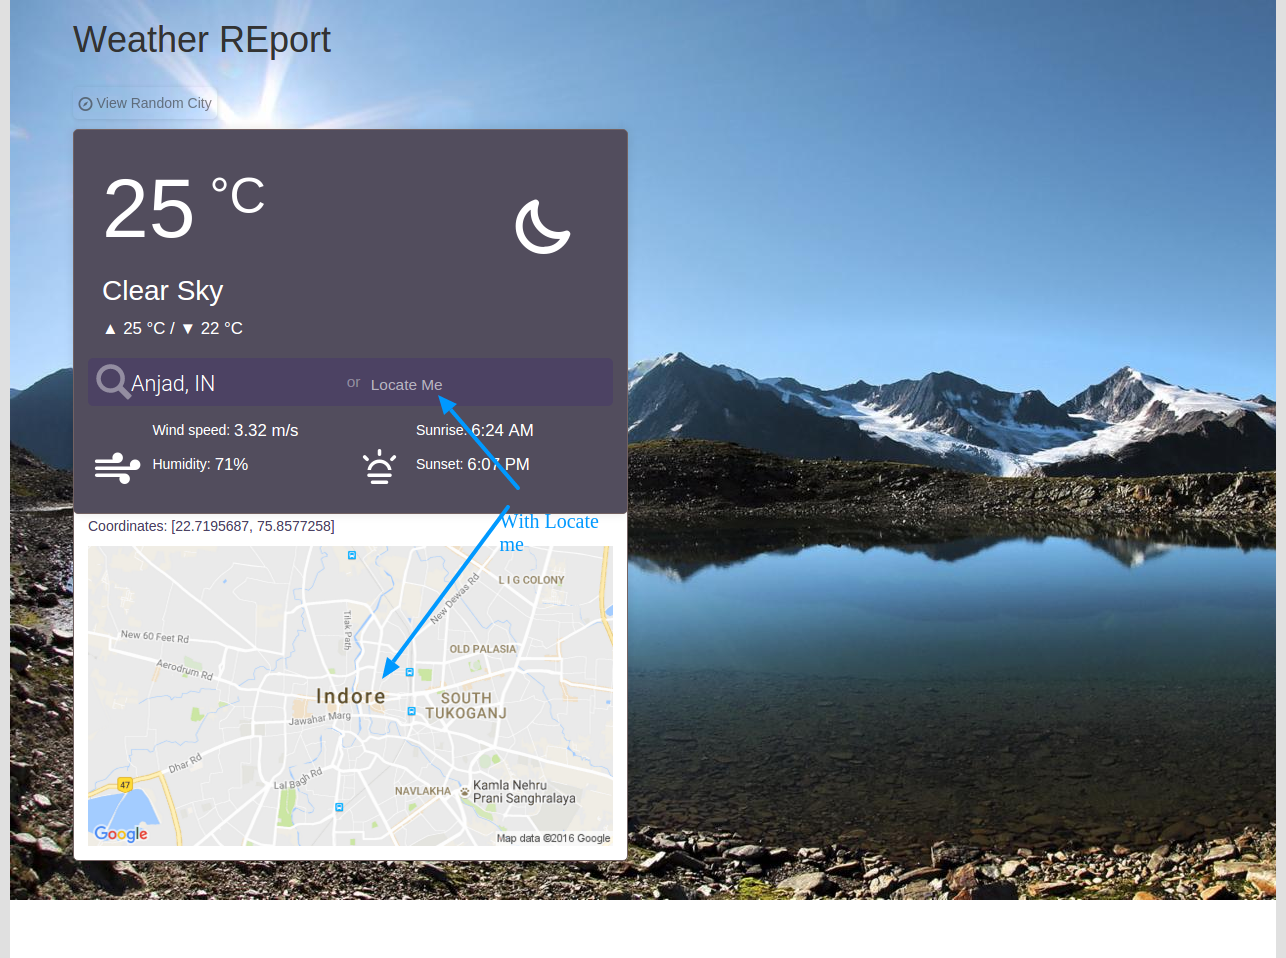 Weather REport
View Random City
25 °C
Clear Sky
▲ 25 °C / ▼ 22 °C
Anjad, IN or Locate Me
Wind speed: 3.32 m/s
Humidity: 71%
Sunrise: 6:24 AM
Sunset: 6:07 PM
With Locate
me
Coordinates: [22.7195687, 75.8577258]
L I G COLONY
New Dewas Rd
Tilak Path
New 60 Feet Rd
OLD PALASIA
Aerodrum Rd
Indore
SOUTH
TUKOGANJ
Jawahar Marg
Dhar Rd
Lal Bagh Rd
47
NAVLAKHA
Kamla Nehru
Prani Sanghralaya
Google
Map data ©2016 Google